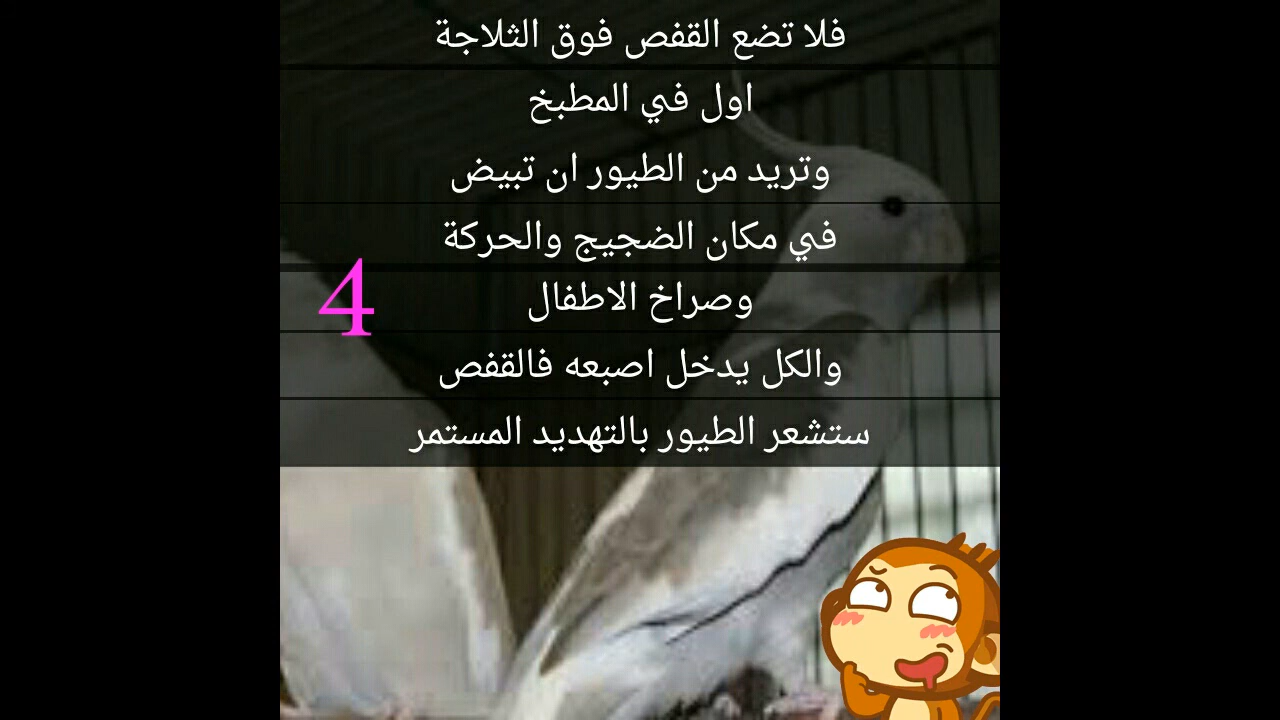 فلا تضع القفص فوق الثلاجة
اول في المطبخ
وتريد من الطيور ان تبيض
في مكان الضجيج والحركة
4
وصراخ الاطفال
والكل يدخل اصبعه فالقفص
ستشعر الطيور بالتهديد المستمر